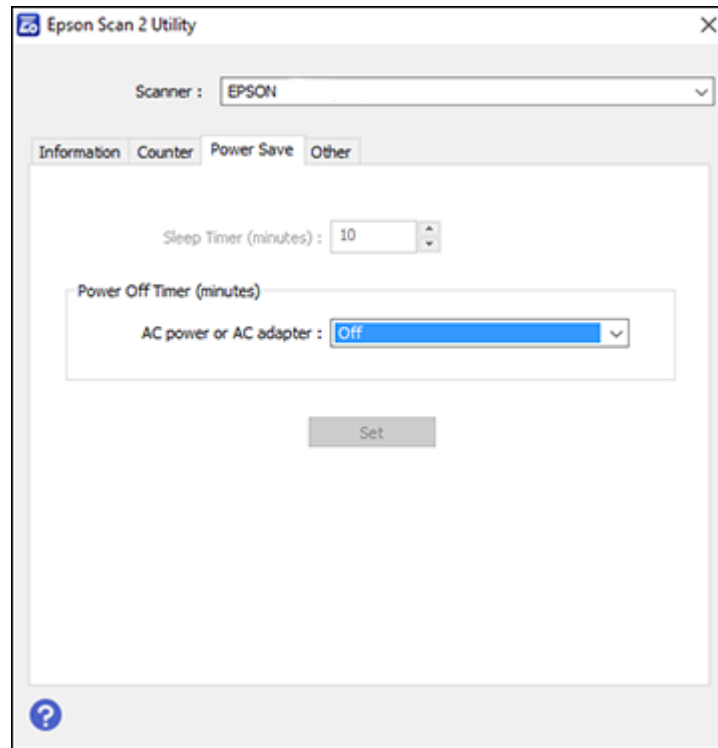 Epson Scan 2 Utility
Scanner : EPSON
Information Counter Power Save Other
Sleep Timer (minutes) : 10
Power Off Timer (minutes)
AC power or AC adapter : Off
Set
?